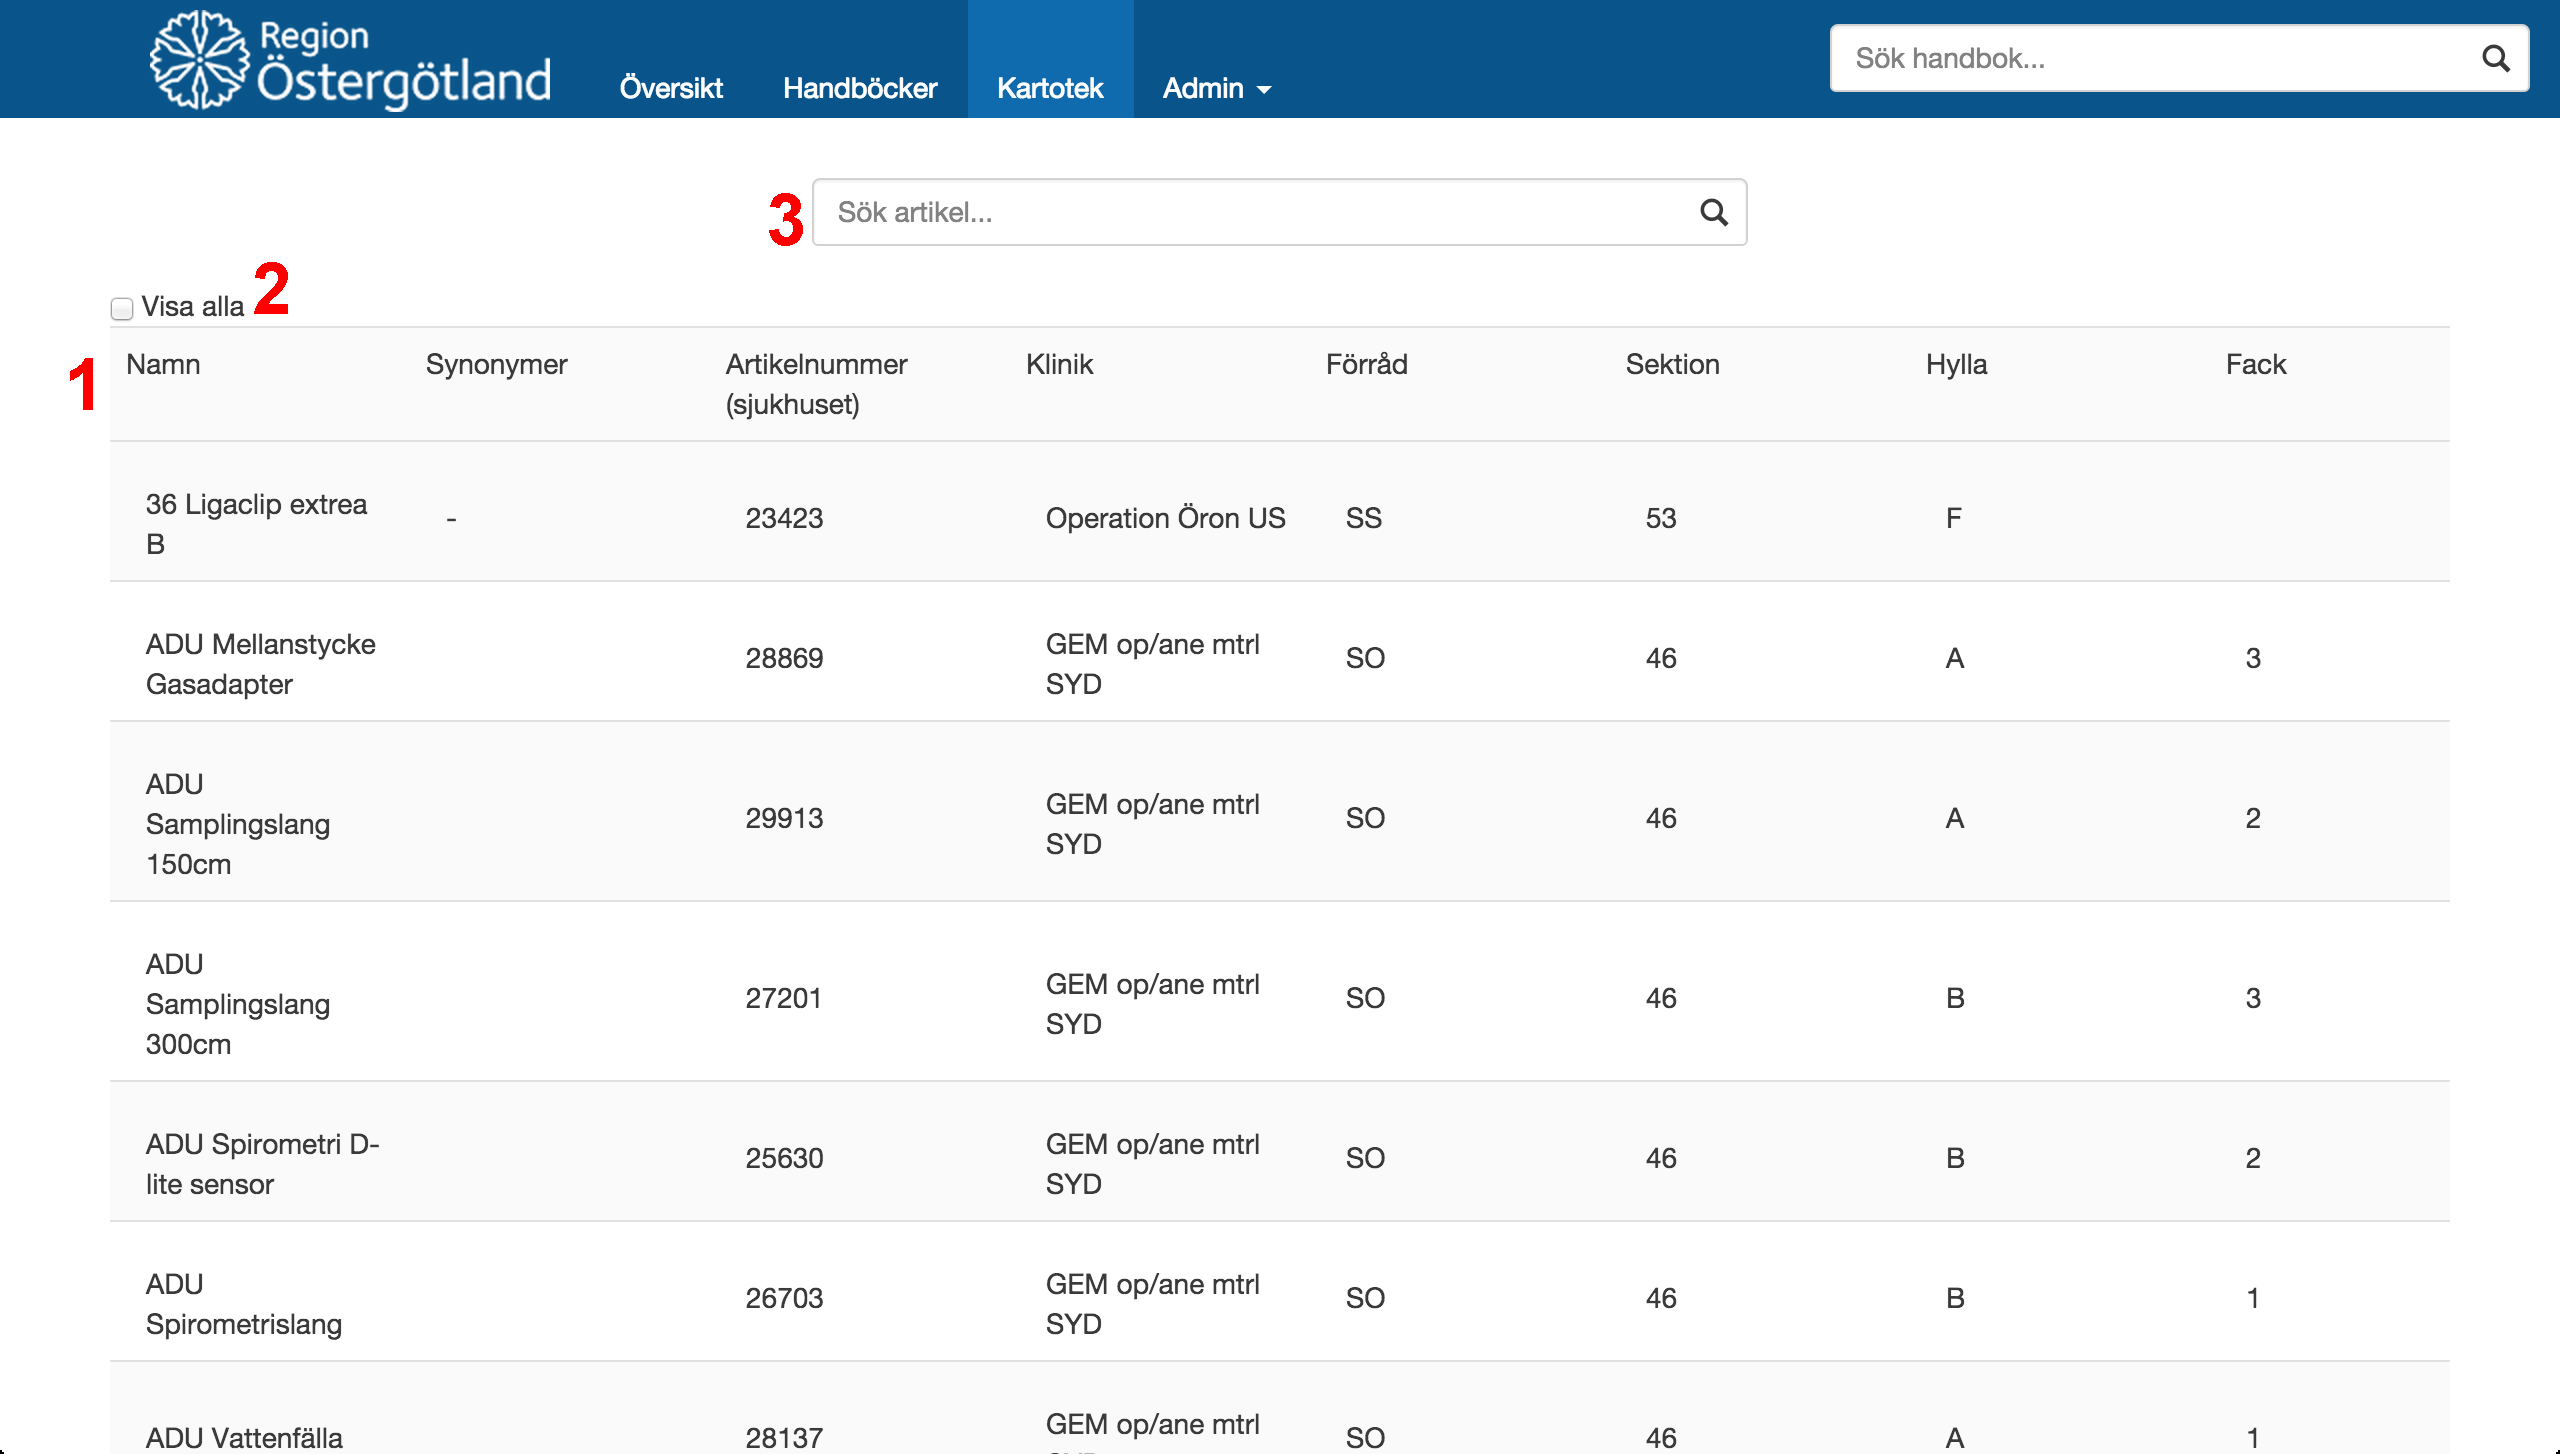 Region
Östergötland
Översikt Handböcker Kartotek Admin
Sök handbok...
3 Sök artikel...
Visa alla 2
1 Namn Synonymer Artikelnummer (sjukhuset) Klinik Förråd Sektion Hylla Fack
36 Ligaclip extrea B - 23423 Operation Öron US SS 53 F
ADU Mellanstycke Gasadapter 28869 GEM op/ane mtrl SYD SO 46 A 3
ADU Samplingslang 150cm 29913 GEM op/ane mtrl SYD SO 46 A 2
ADU Samplingslang 300cm 27201 GEM op/ane mtrl SYD SO 46 B 3
ADU Spirometri D-lite sensor 25630 GEM op/ane mtrl SYD SO 46 B 2
ADU Spirometrislang 26703 GEM op/ane mtrl SYD SO 46 B 1
ADU Vattenfälla 28137 GEM op/ane mtrl SO 46 A 1